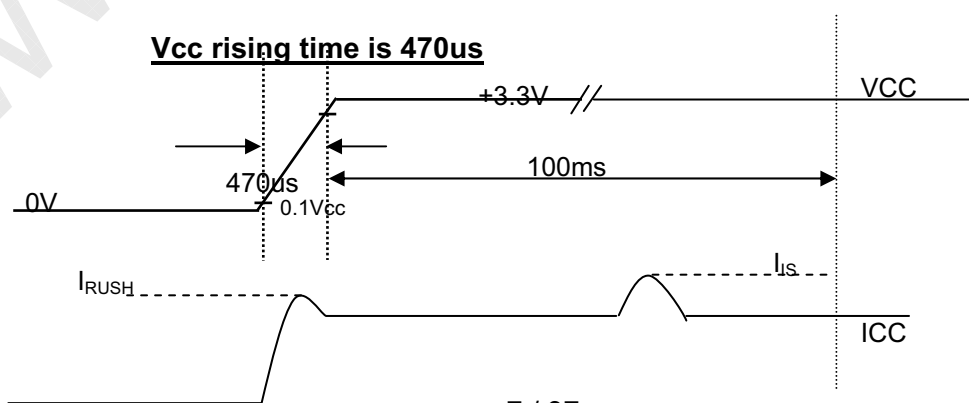 Vcc rising time is 470us
+3.3V
VCC
100ms
470us
0V
0.1Vcc
IRUSH
IIS
ICC